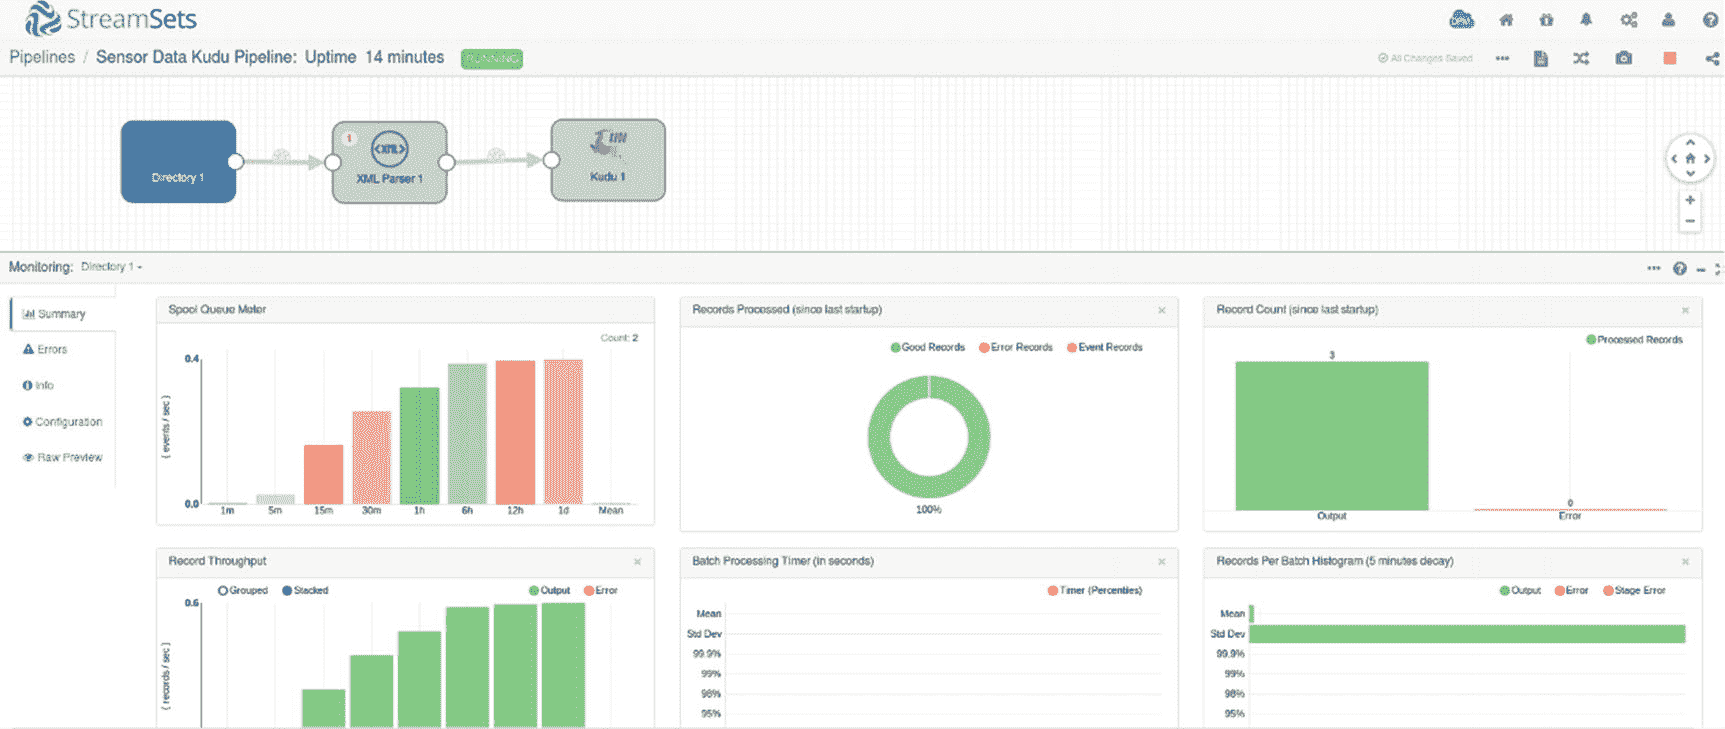 StreamSets
Pipelines / Sensor Data Kudu Pipeline: Uptime 14 minutes RUNNING
All Changes Saved
Directory 1
1
<XML>
XML Parser 1
Kudu 1
Monitoring: Directory 1
Summary
Errors
Info
Configuration
Raw Preview
Spool Queue Meter
Count: 2
0.4
( events / sec )
0.0
1m 5m 15m 30m 1h 6h 12h 1d Mean
Records Processed (since last startup)
Good Records Error Records Event Records
100%
Record Count (since last startup)
Processed Records
3
0
Output Error
Record Throughput
Grouped Stacked Output Error
0.6
( records / sec )
Batch Processing Timer (in seconds)
Timer (Percentiles)
Mean
Std Dev
99.9%
99%
98%
95%
Records Per Batch Histogram (5 minutes decay)
Output Error Stage Error
Mean
Std Dev
99.9%
99%
98%
95%